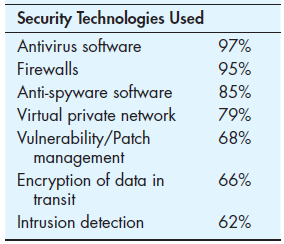 Security Technologies Used
Antivirus software 97%
Firewalls 95%
Anti-spyware software 85%
Virtual private network 79%
Vulnerability/Patch 68%
management
Encryption of data in 66%
transit
Intrusion detection 62%